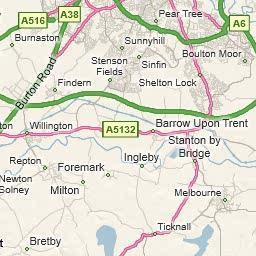 Pear Tree
A516
A38
A6
Burnaston
Sunnyhill
Boulton Moor
Stenson
Fields
Sinfin
Findern
Shelton Lock
Burton Road
Willington
A5132
Barrow Upon Trent
Stanton by
Bridge
Repton
Foremark
Ingleby
Newton
Solney
Milton
Melbourne
Ticknall
Bretby